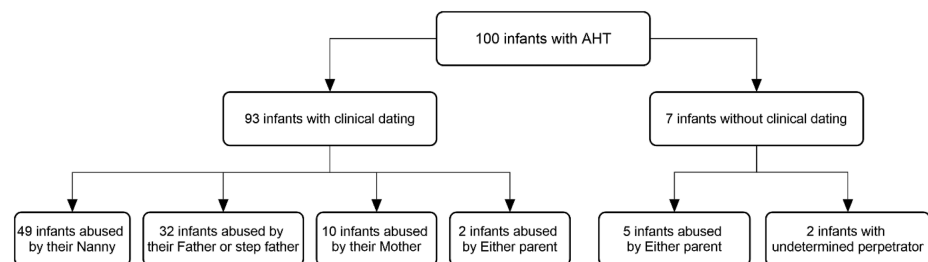 100 infants with AHT
93 infants with clinical dating
7 infants without clinical dating
49 infants abused
by their Nanny
32 infants abused by
their Father or step father
10 infants abused
by their Mother
2 infants abused
by Either parent
5 infants abused
by Either parent
2 infants with
undetermined perpetrator